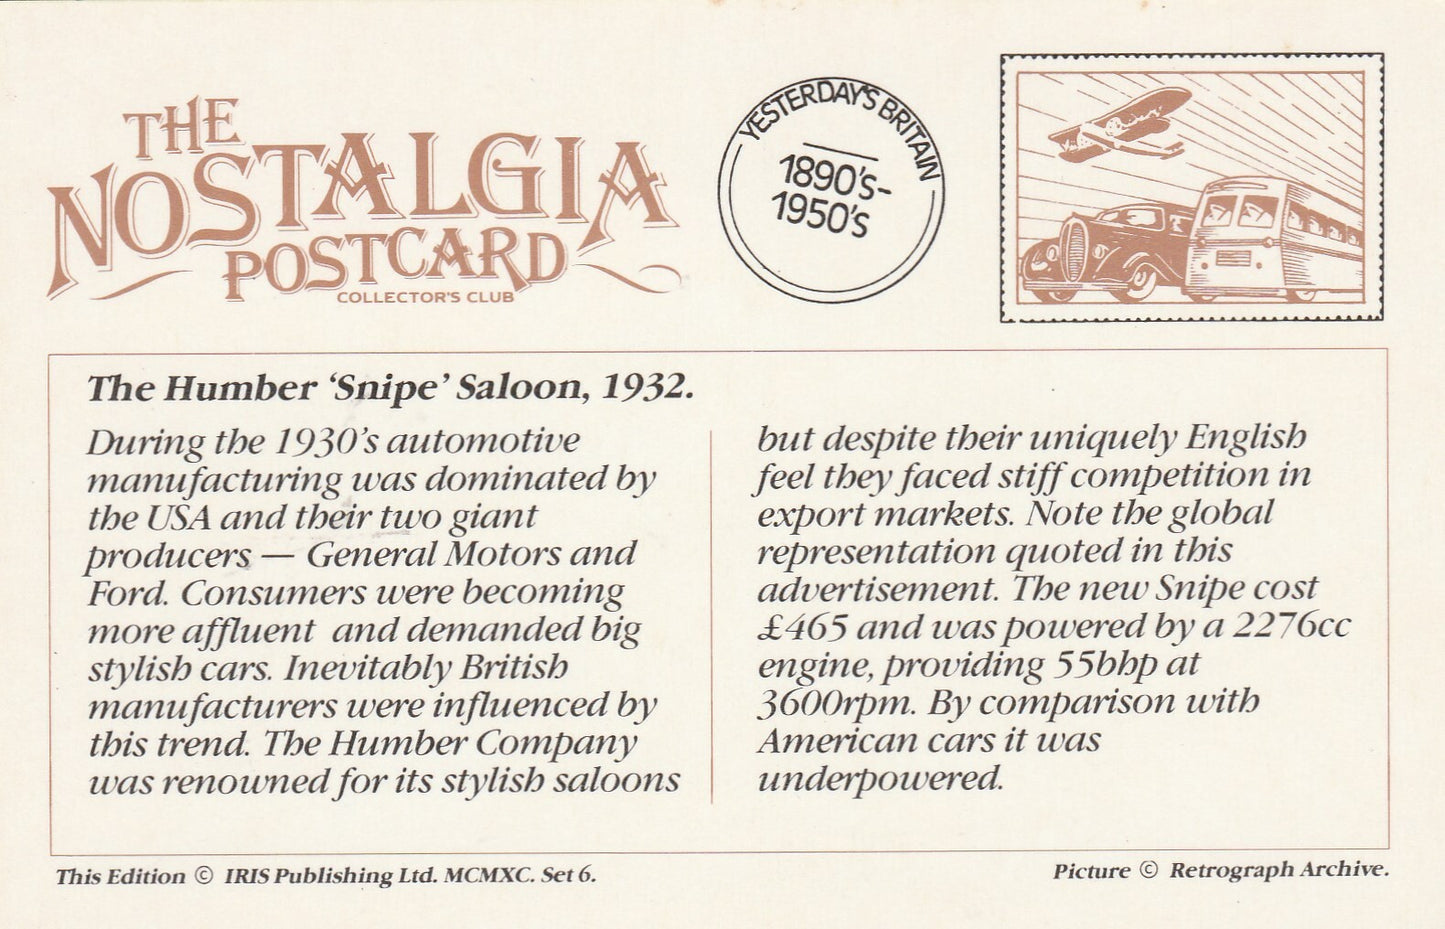 THE
NOSTALGIA
POSTCARD
COLLECTOR'S CLUB
YESTERDAY'S BRITAIN
1890's-
1950's
The Humber ‘Snipe’ Saloon, 1932.
During the 1930’s automotive
manufacturing was dominated by
the USA and their two giant
producers — General Motors and
Ford. Consumers were becoming
more affluent and demanded big
stylish cars. Inevitably British
manufacturers were influenced by
this trend. The Humber Company
was renowned for its stylish saloons
but despite their uniquely English
feel they faced stiff competition in
export markets. Note the global
representation quoted in this
advertisement. The new Snipe cost
£465 and was powered by a 2276cc
engine, providing 55bhp at
3600rpm. By comparison with
American cars it was
underpowered.
This Edition © IRIS Publishing Ltd. MCMXC. Set 6.
Picture © Retrograph Archive.